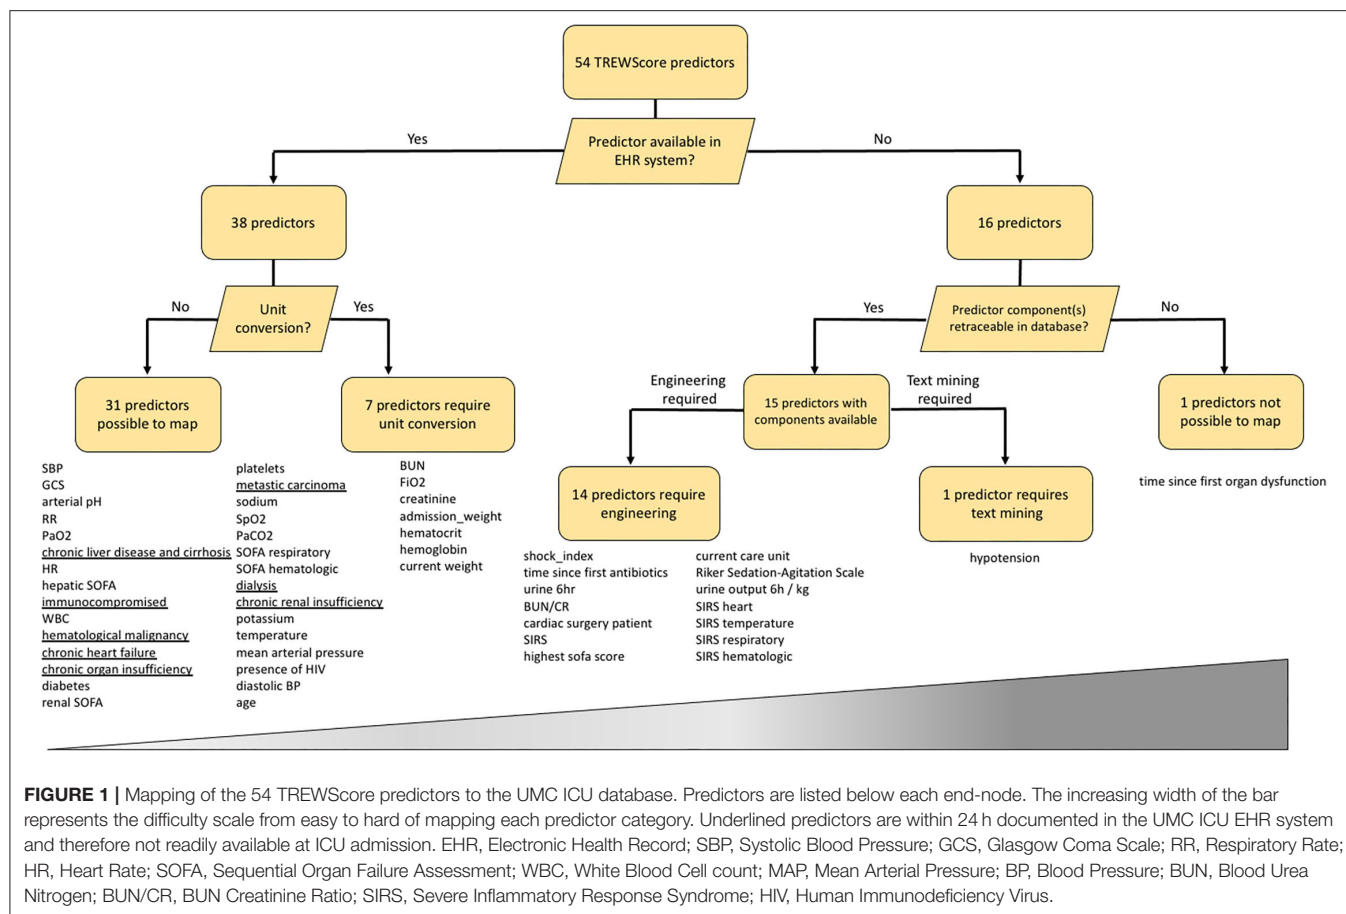 54 TREWScore predictors
Yes
Predictor available in
EHR system?
No
38 predictors
16 predictors
No
Unit
conversion?
Yes
Yes
Predictor component(s)
retraceable in database?
No
31 predictors
possible to map
7 predictors require
unit conversion
Engineering
required
15 predictors with
components available
Text mining
required
1 predictors not
possible to map
SBP
GCS
arterial pH
RR
PaO2
chronic liver disease and cirrhosis
HR
hepatic SOFA
immunocompromised
WBC
hematological malignancy
chronic heart failure
chronic organ insufficiency
diabetes
renal SOFA
platelets
metastic carcinoma
sodium
SpO2
PaCO2
SOFA respiratory
SOFA hematologic
dialysis
chronic renal insufficiency
potassium
temperature
mean arterial pressure
presence of HIV
diastolic BP
age
BUN
FiO2
creatinine
admission_weight
hematocrit
hemoglobin
current weight
14 predictors require
engineering
1 predictor requires
text mining
time since first organ dysfunction
shock_index
time since first antibiotics
urine 6hr
BUN/CR
cardiac surgery patient
SIRS
highest sofa score
current care unit
Riker Sedation-Agitation Scale
urine output 6h / kg
SIRS heart
SIRS temperature
SIRS respiratory
SIRS hematologic
hypotension
FIGURE 1 | Mapping of the 54 TREWScore predictors to the UMC ICU database. Predictors are listed below each end-node. The increasing width of the bar
represents the difficulty scale from easy to hard of mapping each predictor category. Underlined predictors are within 24 h documented in the UMC ICU EHR system
and therefore not readily available at ICU admission. EHR, Electronic Health Record; SBP, Systolic Blood Pressure; GCS, Glasgow Coma Scale; RR, Respiratory Rate;
HR, Heart Rate; SOFA, Sequential Organ Failure Assessment; WBC, White Blood Cell count; MAP, Mean Arterial Pressure; BP, Blood Pressure; BUN, Blood Urea
Nitrogen; BUN/CR, BUN Creatinine Ratio; SIRS, Severe Inflammatory Response Syndrome; HIV, Human Immunodeficiency Virus.